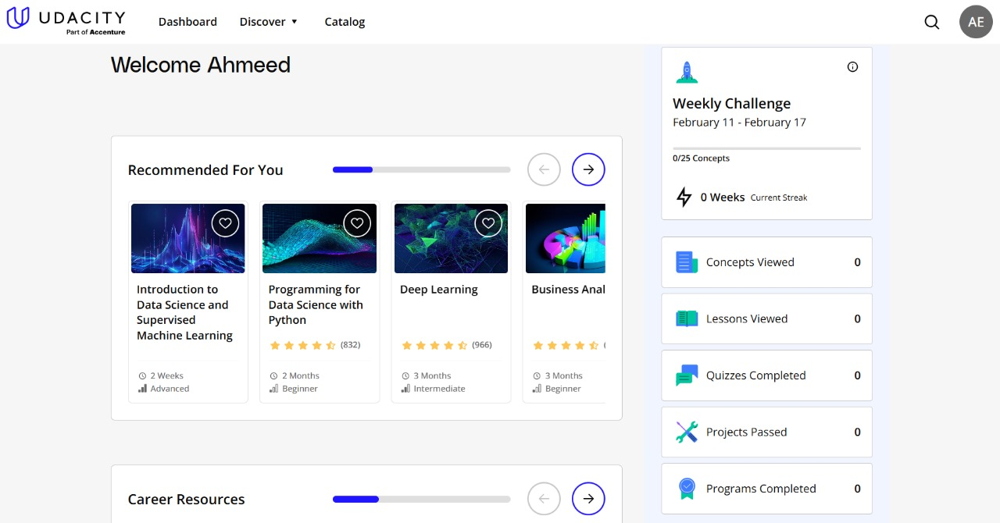 UDACITY
Part of Accenture
Dashboard
Discover
Catalog
AE
Welcome Ahmeed
Recommended For You
Introduction to
Data Science and
Supervised
Machine Learning
2 Weeks
Advanced
Programming for
Data Science with
Python
(832)
2 Months
Beginner
Deep Learning
(966)
3 Months
Intermediate
Business Anal
3 Months
Beginner
Career Resources
Weekly Challenge
February 11 - February 17
0/25 Concepts
0 Weeks Current Streak
Concepts Viewed 0
Lessons Viewed 0
Quizzes Completed 0
Projects Passed 0
Programs Completed 0